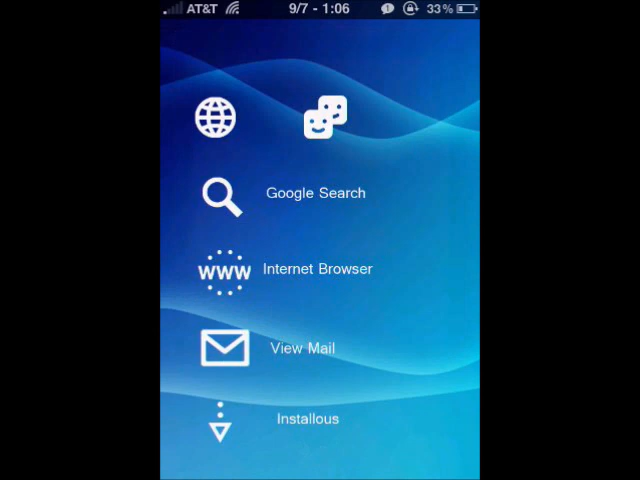 AT&T 9/7 - 1:06 33%
Google Search
www Internet Browser
View Mail
Installous